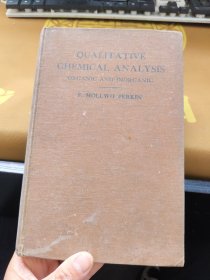 QUALITATIVE
CHEMICAL ANALYSIS
ORGANIC AND INORGANIC
F. MOLLWO PERKIN